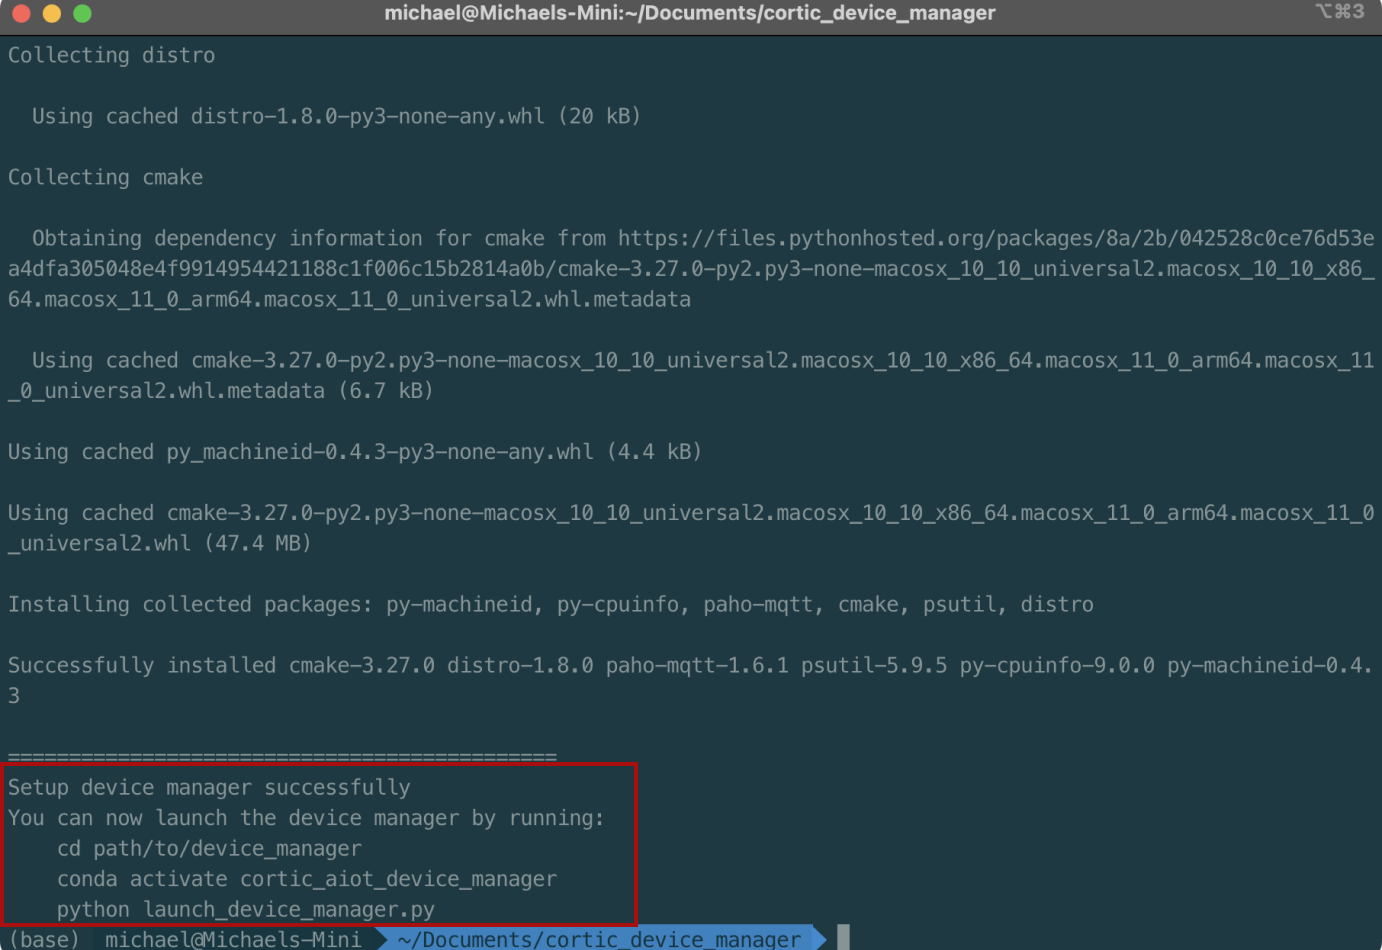 michael@Michaels-Mini:~/Documents/cortic_device_manager ⌥⌘3
Collecting distro
Using cached distro-1.8.0-py3-none-any.whl (20 kB)
Collecting cmake
Obtaining dependency information for cmake from https://files.pythonhosted.org/packages/8a/2b/042528c0ce76d53e
a4dfa305048e4f9914954421188c1f006c15b2814a0b/cmake-3.27.0-py2.py3-none-macosx_10_10_universal2.macosx_10_10_x86_
64.macosx_11_0_arm64.macosx_11_0_universal2.whl.metadata
Using cached cmake-3.27.0-py2.py3-none-macosx_10_10_universal2.macosx_10_10_x86_64.macosx_11_0_arm64.macosx_11
_0_universal2.whl.metadata (6.7 kB)
Using cached py_machineid-0.4.3-py3-none-any.whl (4.4 kB)
Using cached cmake-3.27.0-py2.py3-none-macosx_10_10_universal2.macosx_10_10_x86_64.macosx_11_0_arm64.macosx_11_0
_universal2.whl (47.4 MB)
Installing collected packages: py-machineid, py-cpuinfo, paho-mqtt, cmake, psutil, distro
Successfully installed cmake-3.27.0 distro-1.8.0 paho-mqtt-1.6.1 psutil-5.9.5 py-cpuinfo-9.0.0 py-machineid-0.4.
3
=============================================
Setup device manager successfully
You can now launch the device manager by running:
cd path/to/device_manager
conda activate cortic_aiot_device_manager
python launch_device_manager.py
(base) michael@Michaels-Mini ~/Documents/cortic_device_manager